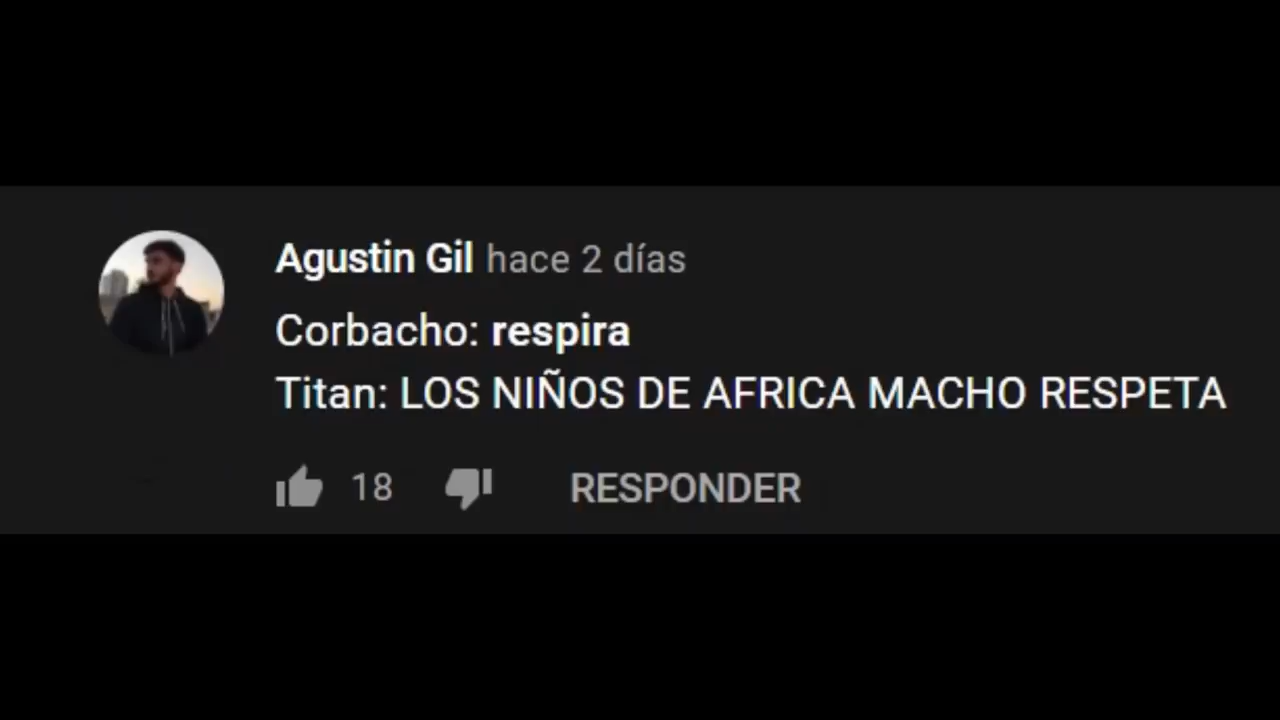 Agustin Gil hace 2 días
Corbacho: respira
Titan: LOS NIÑOS DE AFRICA MACHO RESPETA
18 RESPONDER